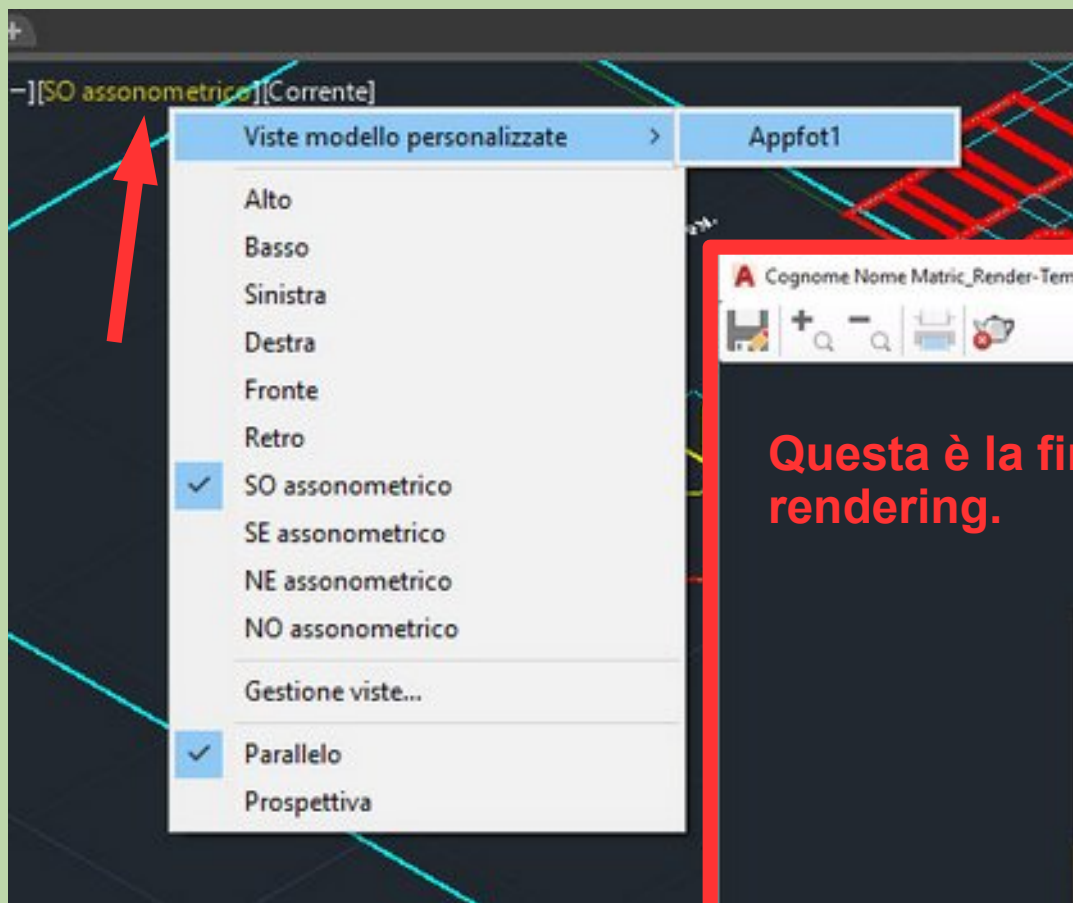 –][SO assonometrico][Corrente]
Viste modello personalizzate >
Appfot1
Alto
Basso
Sinistra
Destra
Fronte
Retro
SO assonometrico
SE assonometrico
NE assonometrico
NO assonometrico
Gestione viste...
Parallelo
Prospettiva
A Cognome Nome Matric_Render-Tem
Questa è la fin
rendering.